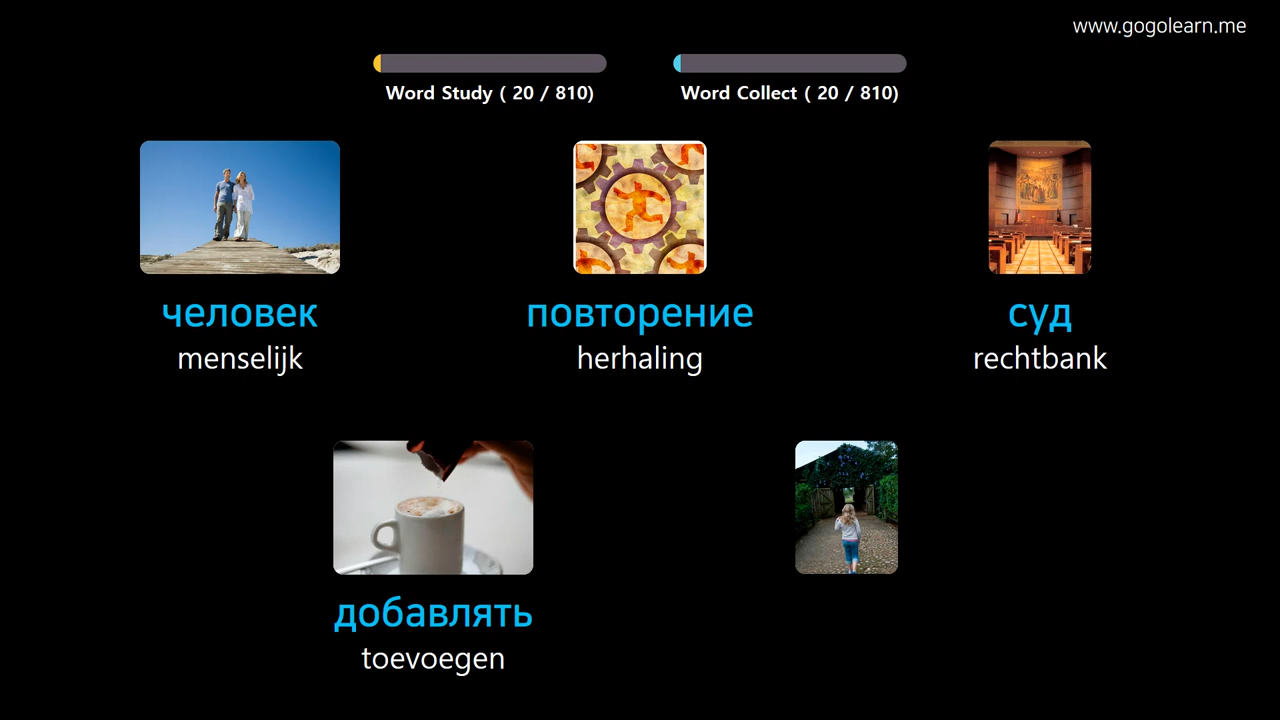 www.gogolearn.me
Word Study ( 20 / 810)
Word Collect ( 20 / 810)
человек
menselijk
повторение
herhaling
суд
rechtbank
добавлять
toevoegen